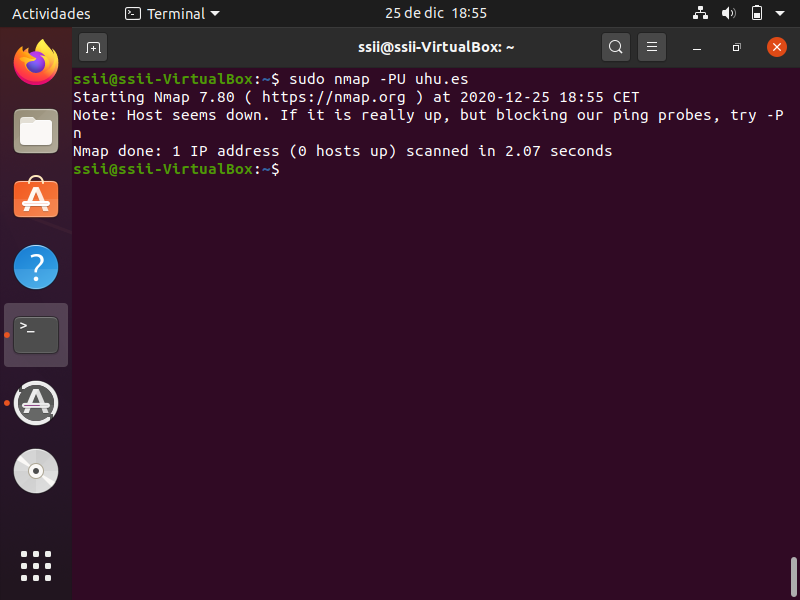 Actividades
Terminal
25 de dic 18:55
ssii@ssii-VirtualBox: ~
ssii@ssii-VirtualBox:~$ sudo nmap -PU uhu.es
Starting Nmap 7.80 ( https://nmap.org ) at 2020-12-25 18:55 CET
Note: Host seems down. If it is really up, but blocking our ping probes, try -P
n
Nmap done: 1 IP address (0 hosts up) scanned in 2.07 seconds
ssii@ssii-VirtualBox:~$